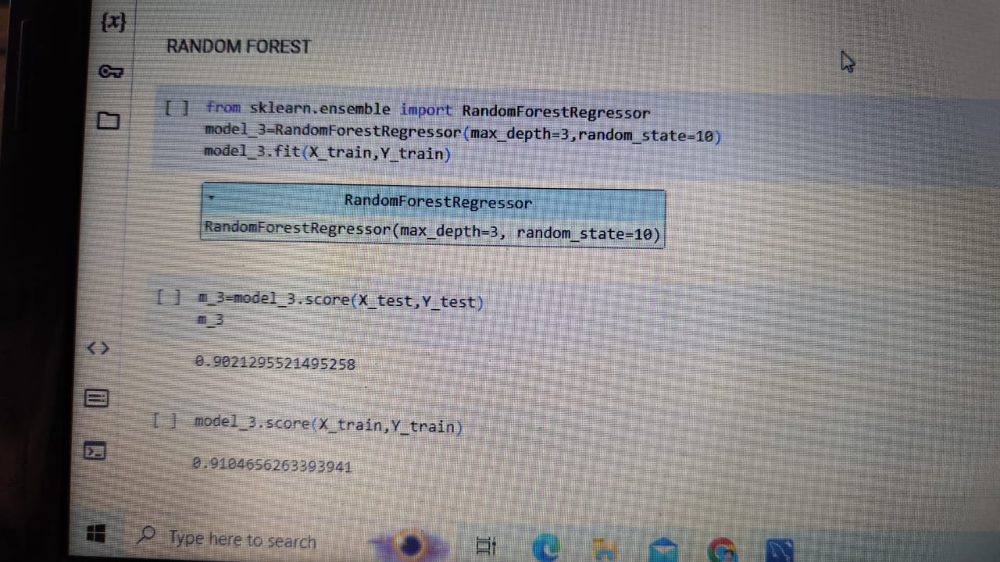 {x}
RANDOM FOREST
[ ] from sklearn.ensemble import RandomForestRegressor
model_3=RandomForestRegressor(max_depth=3,random_state=10)
model_3.fit(X_train,Y_train)
RandomForestRegressor
RandomForestRegressor(max_depth=3, random_state=10)
[ ] m_3=model_3.score(X_test,Y_test)
m_3
0.9021295521495258
[ ] model_3.score(X_train,Y_train)
0.9104656263393941
Type here to search